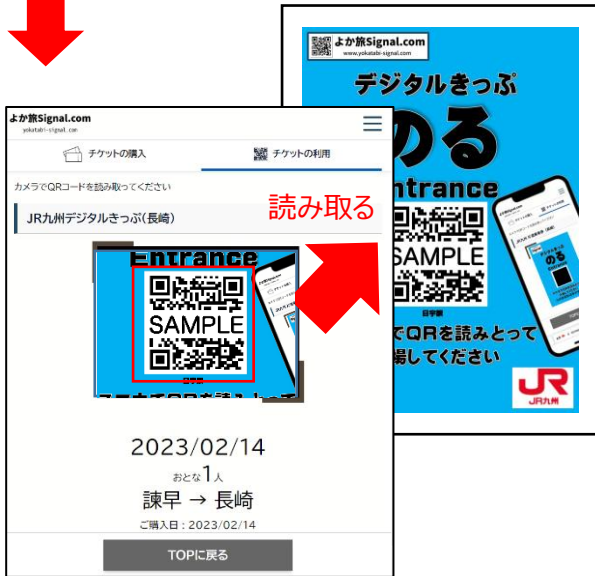 よか旅Signal.com
yokatabi-signal.com
チケットの購入
チケットの利用
カメラでQRコードを読み取ってください
JR九州デジタルきっぷ(長崎)
読み取る
Entrance
SAMPLE
2023/02/14
おとな1人
諫早 → 長崎
ご購入日:2023/02/14
TOPに戻る
よか旅Signal.com
www.yokatabi-signal.com
デジタルきっぷ
のる
ntrance
SAMPLE
でQRを読みとって
場してください
JR
JR九州